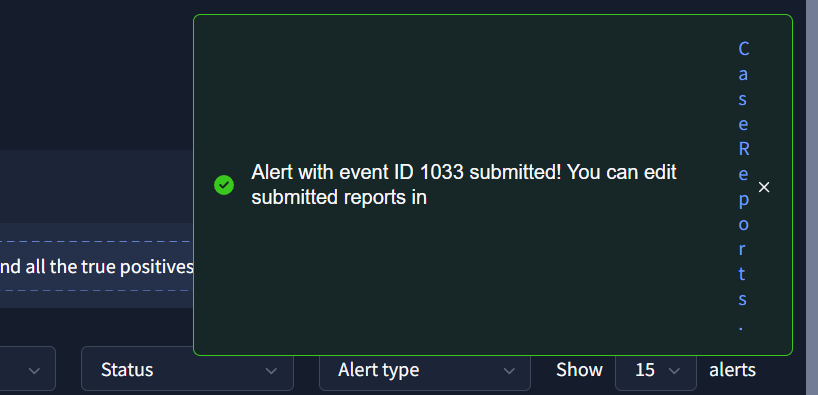 Alert with event ID 1033 submitted! You can edit
submitted reports in
C
a
s
e
R
e
p
o
r
t
s
.
nd all the true positives
Status
Alert type
Show
15
alerts